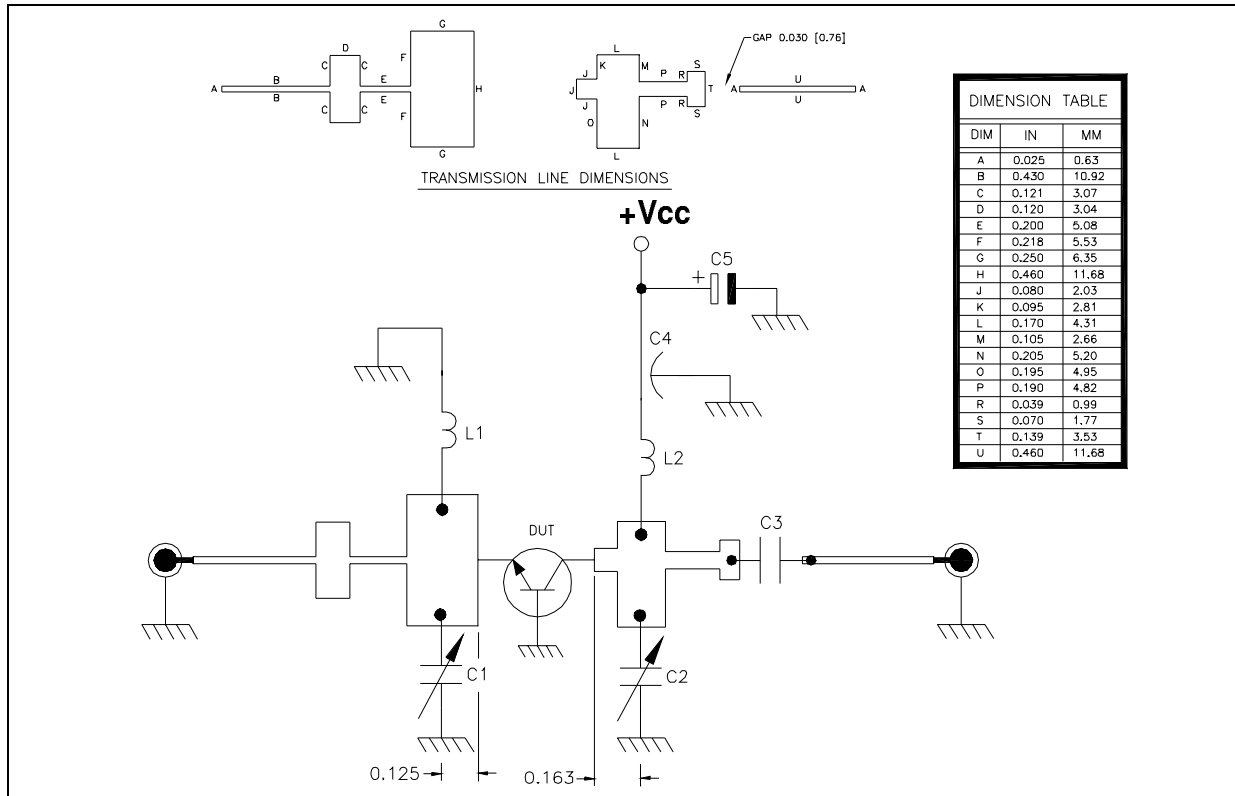 G
D
F
C C
B
E
A
H
B
E
C C
F
G
TRANSMISSION LINE DIMENSIONS
L
K M
J
P R S
J
T
J
P R S
O N
L
GAP 0.030 [0.76]
U
A A
U
DIMENSION TABLE
DIM IN MM
A 0.025 0.63
B 0.430 10.92
C 0.121 3.07
D 0.120 3.04
E 0.200 5.08
F 0.218 5.53
G 0.250 6.35
H 0.460 11.68
J 0.080 2.03
K 0.095 2.81
L 0.170 4.31
M 0.105 2.66
N 0.205 5.20
O 0.195 4.95
P 0.190 4.82
R 0.039 0.99
S 0.070 1.77
T 0.139 3.53
U 0.460 11.68
+Vcc
C5
+
C4
L1
L2
DUT
C3
C1
C2
0.125
0.163